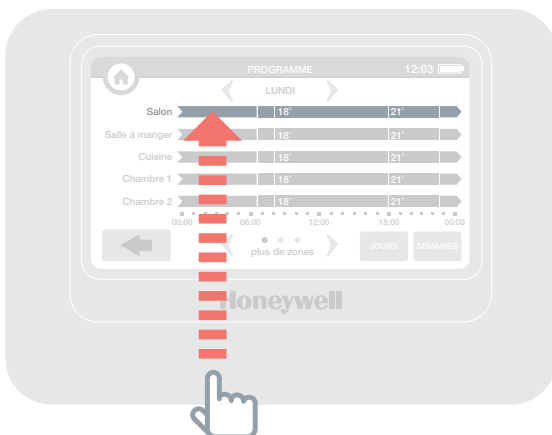 PROGRAMME 12:03
LUNDI
Salon 18° 21°
Salle à manger 18° 21°
Cuisine 18° 21°
Chambre 1 18° 21°
Chambre 2 18° 21°
00:00 06:00 12:00 18:00 00:00
plus de zones JOURS SEMAINES
Honeywell